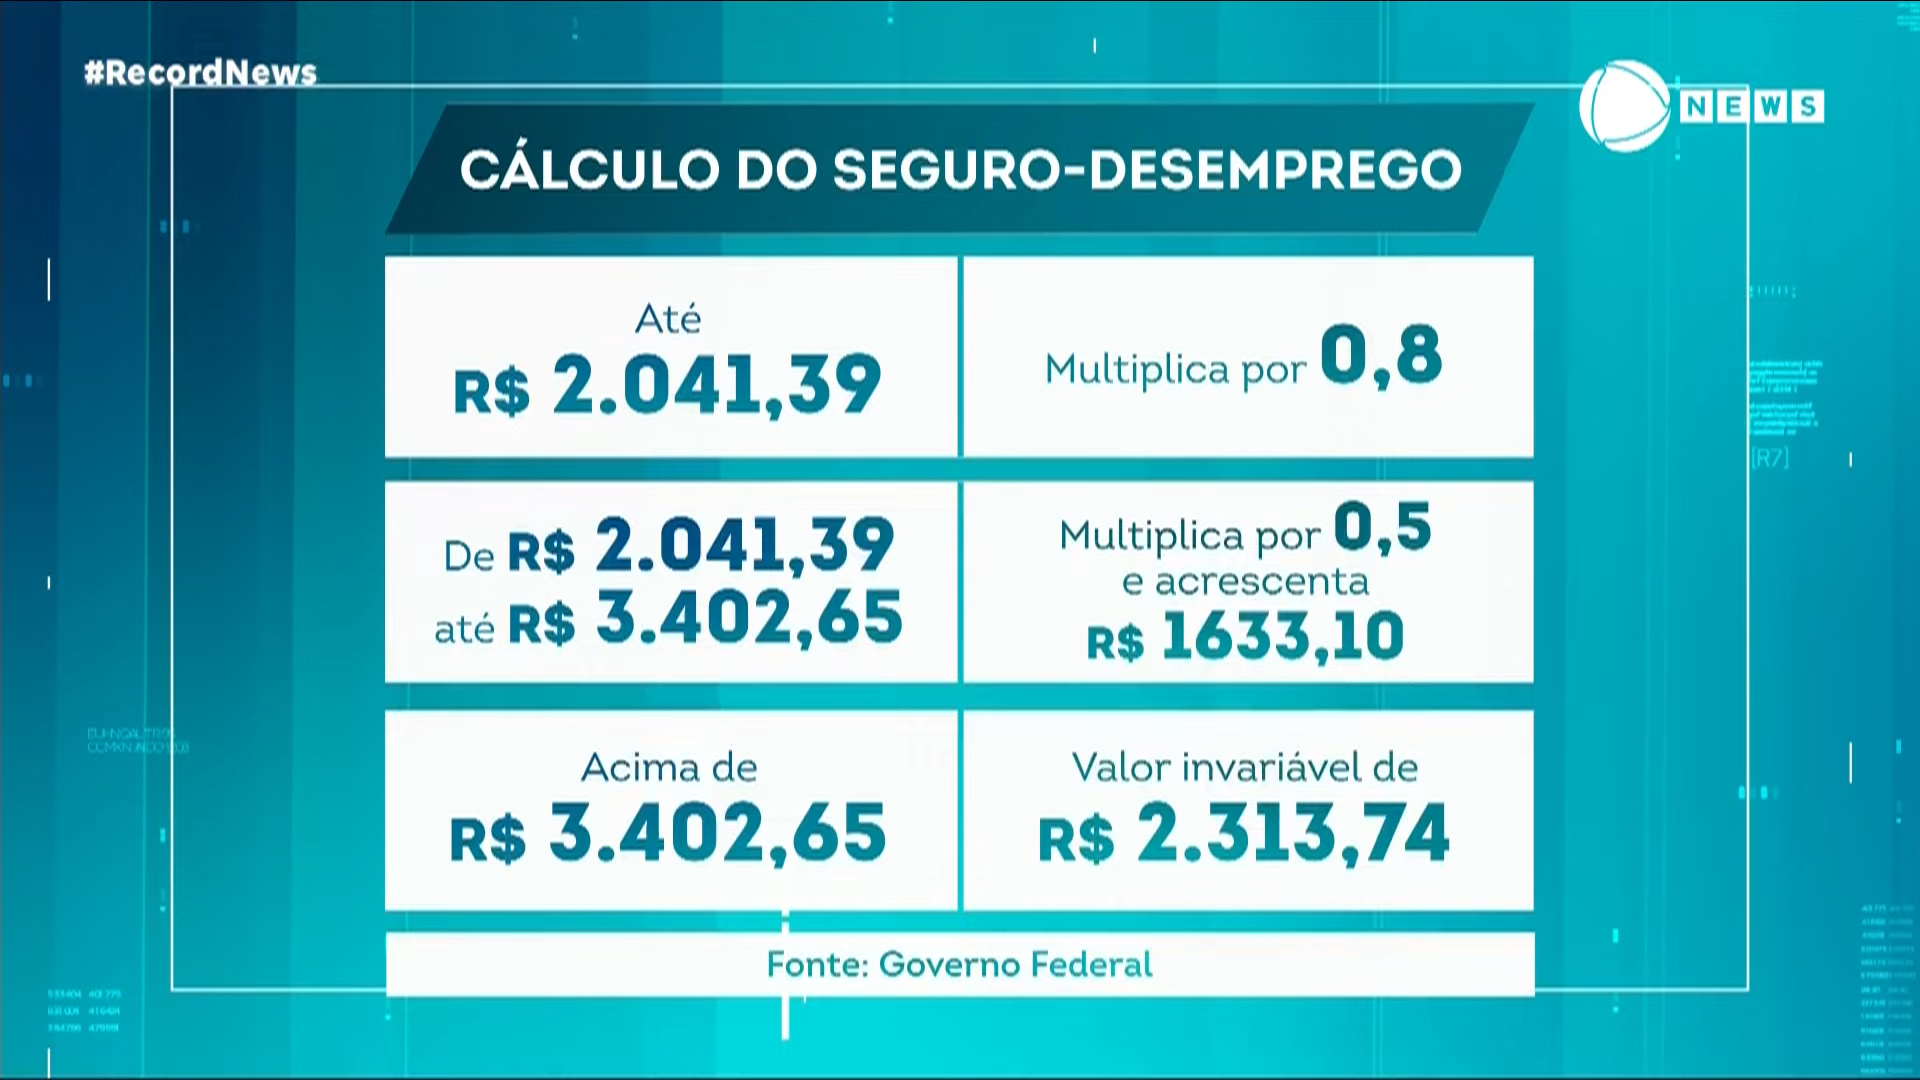 #RecordNews
NEWS
CÁLCULO DO SEGURO-DESEMPREGO
Até
R$ 2.041,39
Multiplica por 0,8
De R$ 2.041,39
até R$ 3.402,65
Multiplica por 0,5
e acrescenta
R$ 1633,10
Acima de
R$ 3.402,65
Valor invariável de
R$ 2.313,74
Fonte: Governo Federal
[R7]